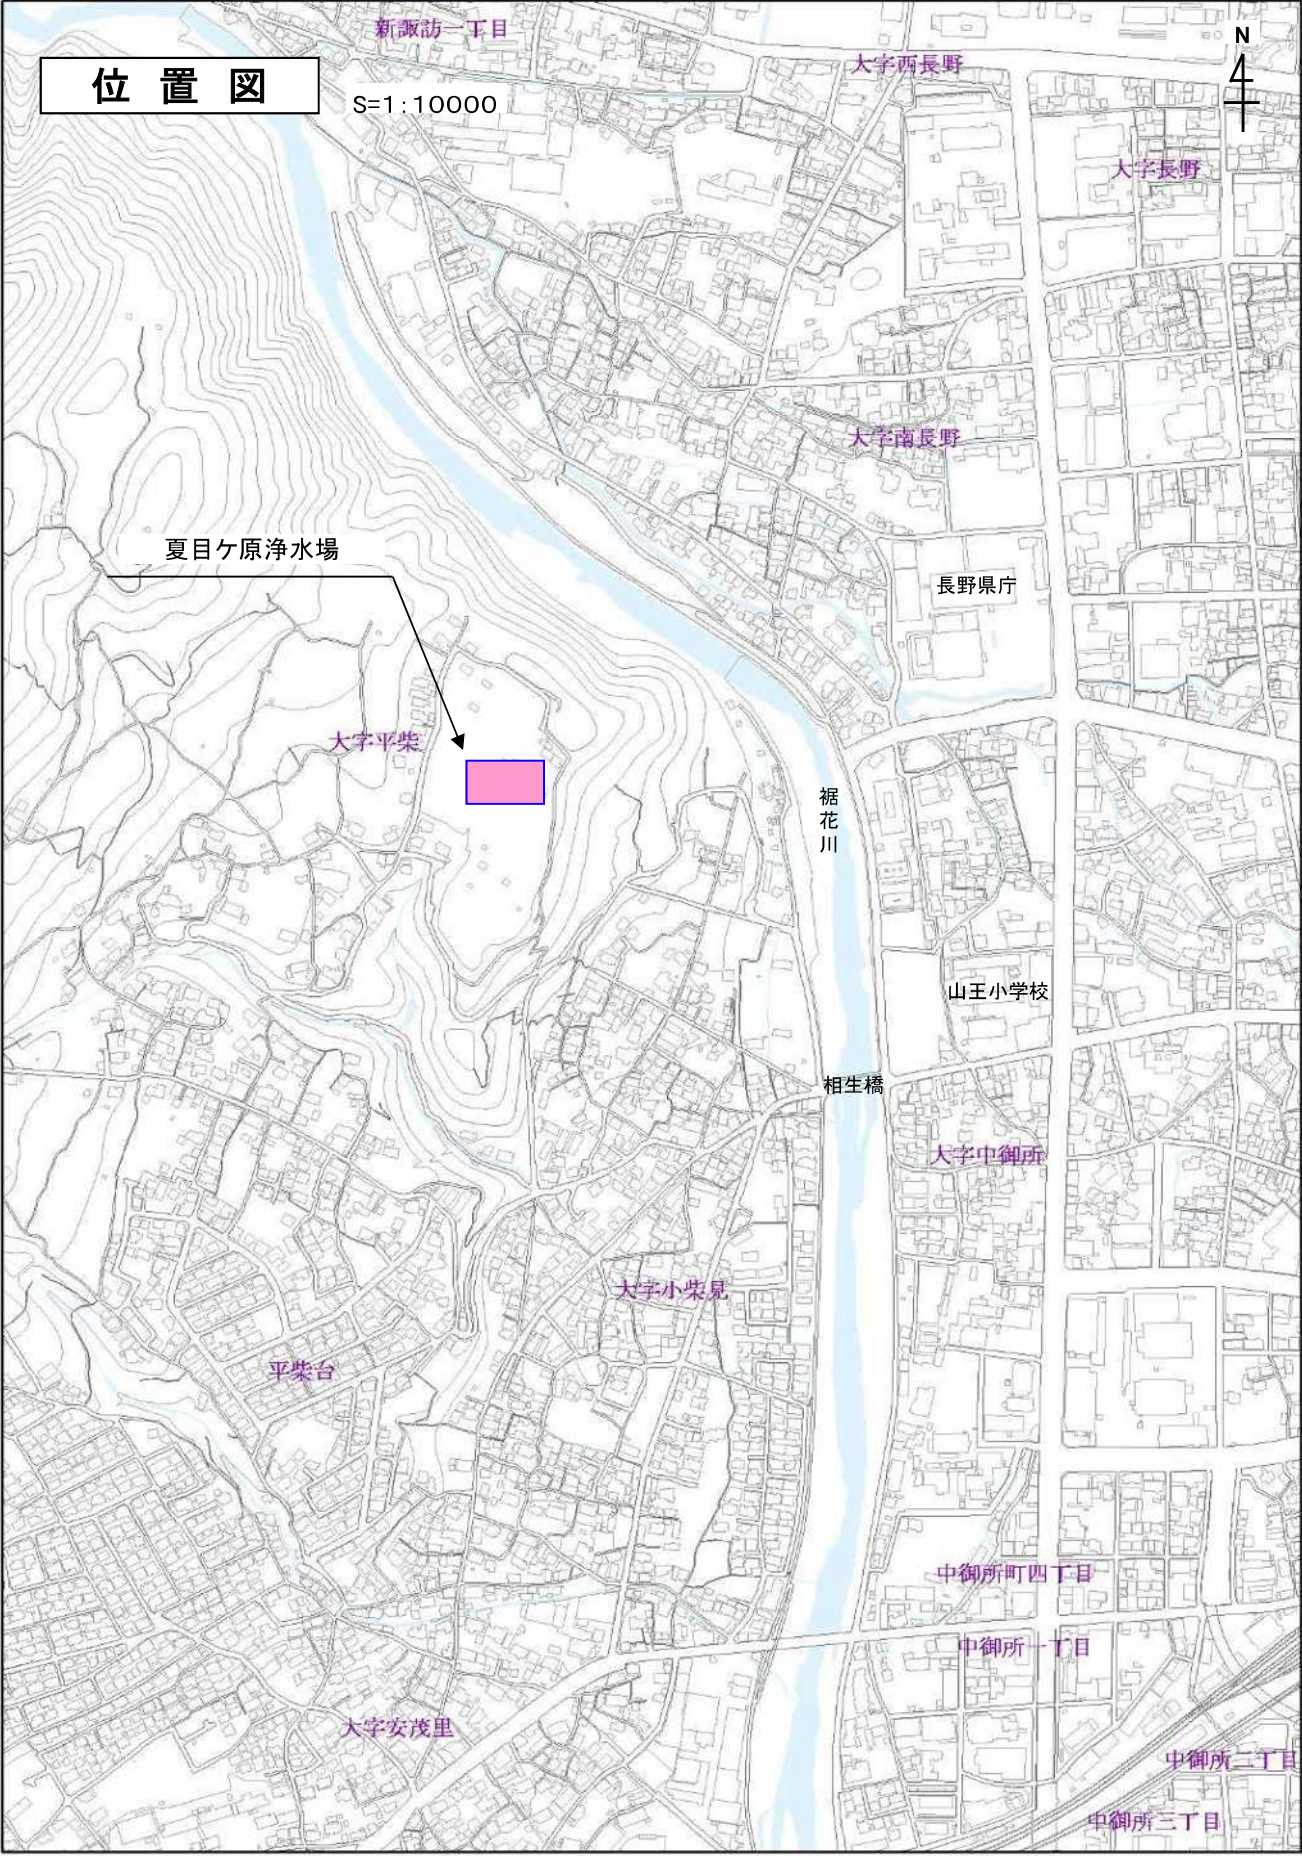 新諏訪一丁目
N
大字西長野
位置図
S=1:10000
大字長野
大字南長野
夏目ケ原浄水場
長野県庁
大字平柴
裾花川
山王小学校
相生橋
大字中御所
大字小柴見
平柴台
中御所町四丁目
中御所一丁目
大字安茂里
中御所二丁目
中御所三丁目